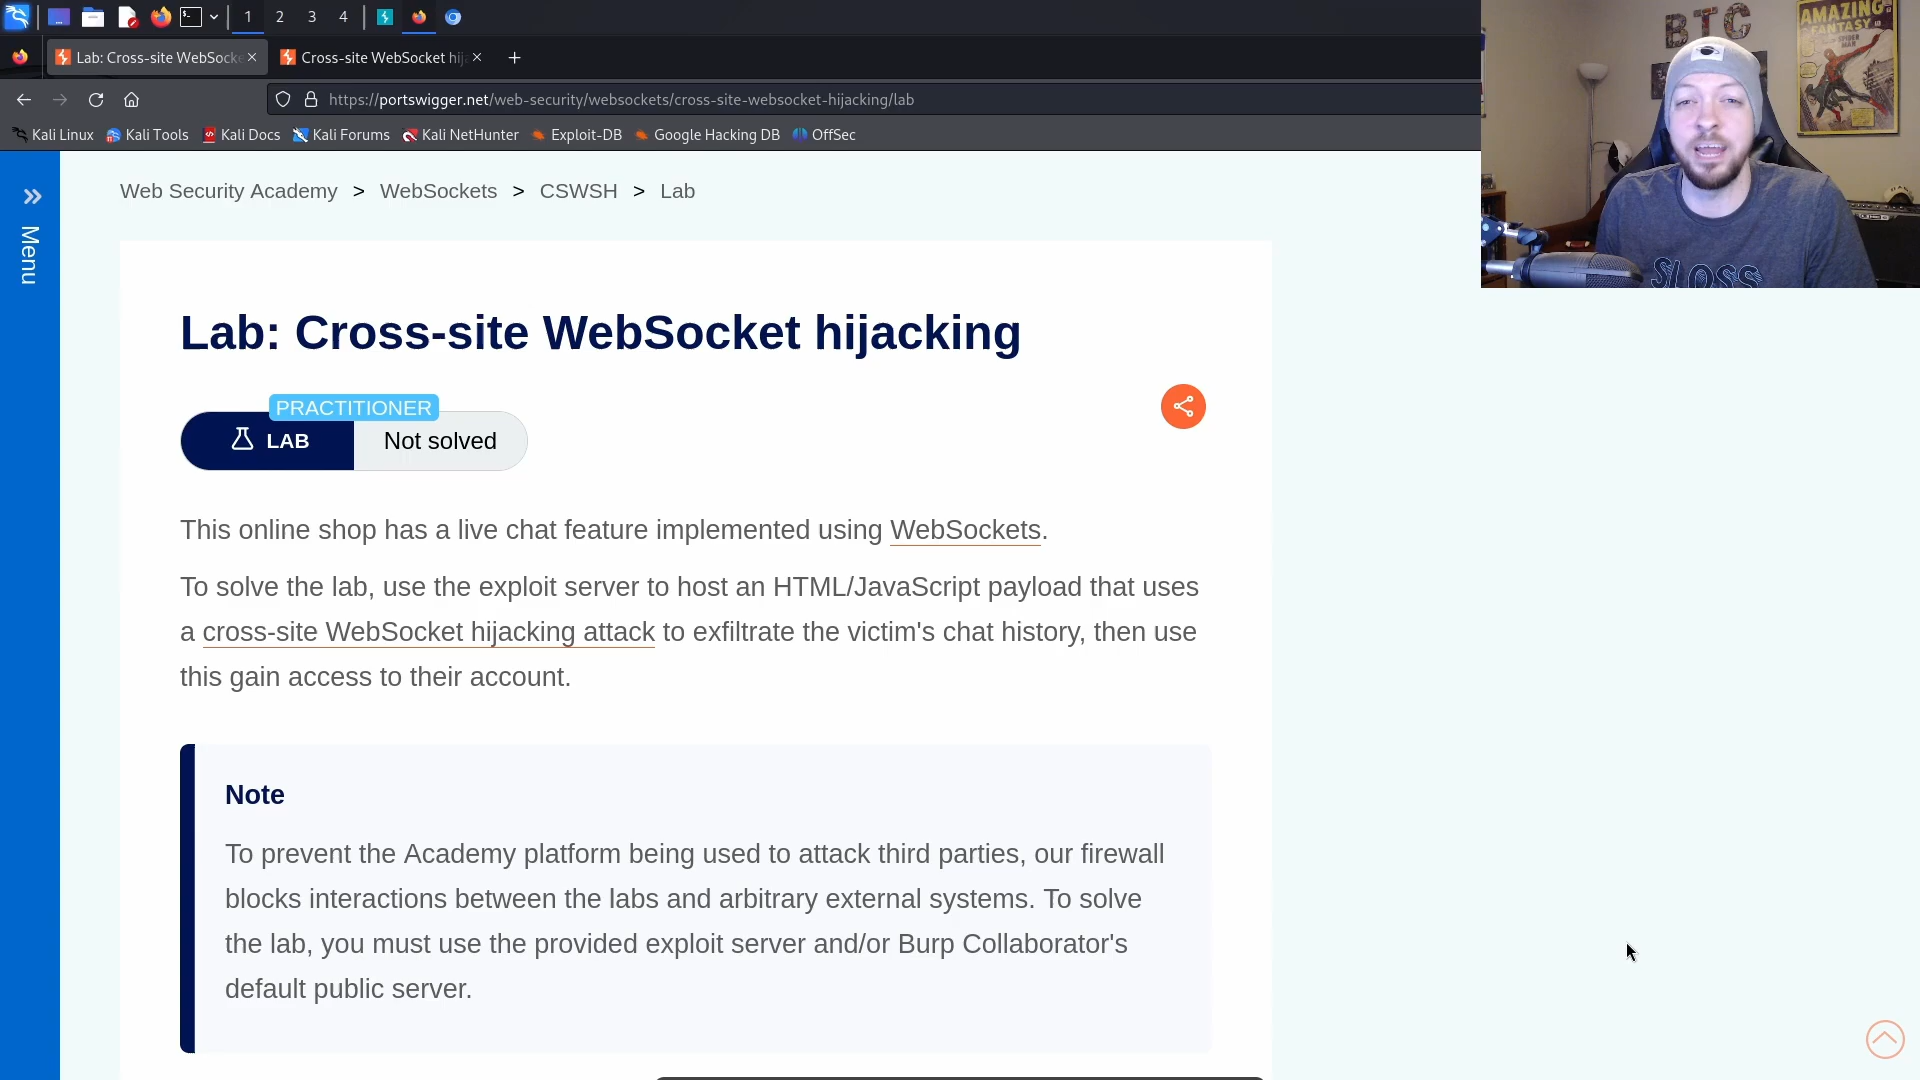 1 2 3 4
Lab: Cross-site WebSocke
Cross-site WebSocket hij
https://portswigger.net/web-security/websockets/cross-site-websocket-hijacking/lab
Kali Linux Kali Tools Kali Docs Kali Forums Kali NetHunter Exploit-DB Google Hacking DB OffSec
BTC
AMAZING
FANTASY
SLOSS
Menu
Web Security Academy > WebSockets > CSWSH > Lab
Lab: Cross-site WebSocket hijacking
PRACTITIONER
LAB Not solved
This online shop has a live chat feature implemented using WebSockets.
To solve the lab, use the exploit server to host an HTML/JavaScript payload that uses
a cross-site WebSocket hijacking attack to exfiltrate the victim's chat history, then use
this gain access to their account.
Note
To prevent the Academy platform being used to attack third parties, our firewall
blocks interactions between the labs and arbitrary external systems. To solve
the lab, you must use the provided exploit server and/or Burp Collaborator's
default public server.